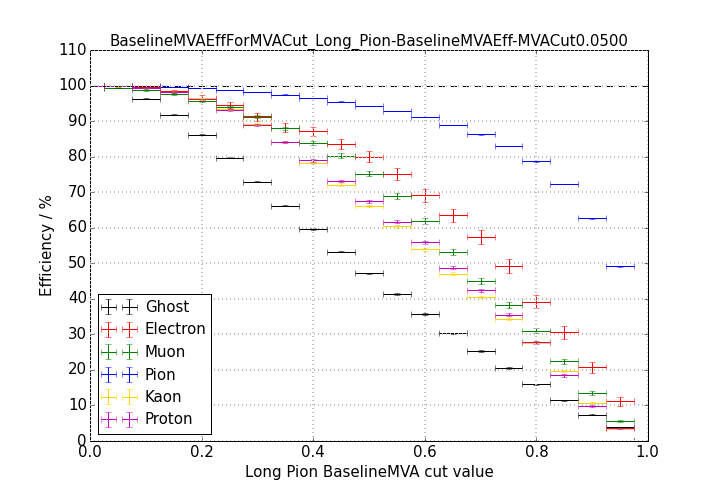 BaselineMVAEffForMVACut_Long_Pion-BaselineMVAEff-MVACut0.0500
110
100
90
80
70
60
50
40
30
20
10
0
Efficiency / %
Ghost
Electron
Muon
Pion
Kaon
Proton
0.0 0.2 0.4 0.6 0.8 1.0
Long Pion BaselineMVA cut value